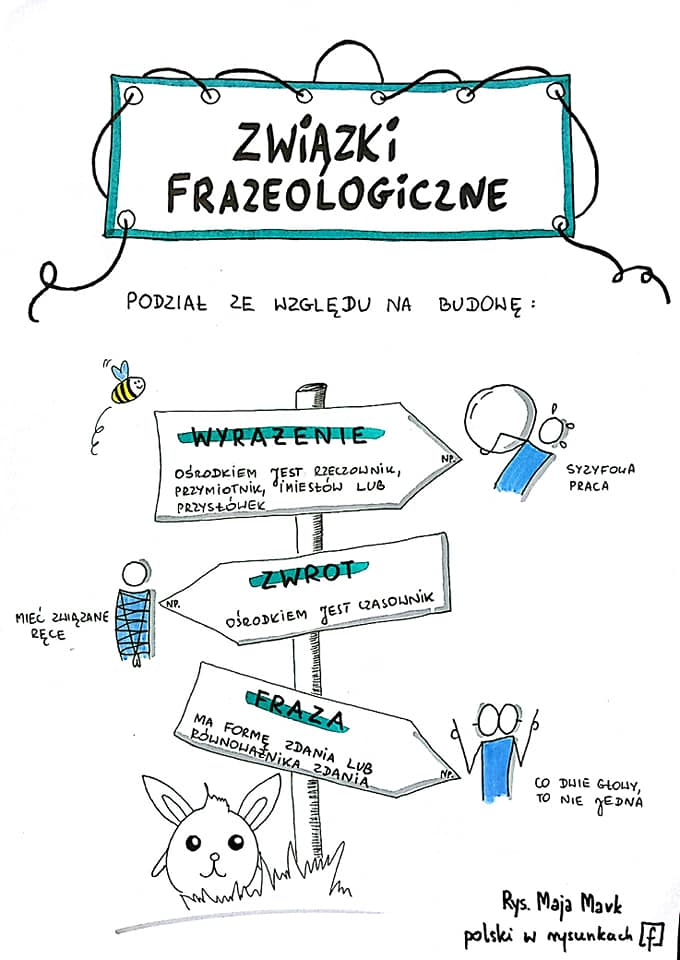 ZWIĄZKI
FRAZEOLOGICZNE
PODZIAŁ ZE WZGLĘDU NA BUDOWĘ:
WYRAŻENIE
OŚRODKIEM JEST RZECZOWNIK,
PRZYMIOTNIK, IMIESŁÓW LUB
PRZYSŁÓWEK
NP.
SYZYFOWA
PRACA
ZWROT
OŚRODKIEM JEST CZASOWNIK
NP.
MIEĆ ZWIĄZANE
RĘCE
FRAZA
MA FORMĘ ZDANIA LUB
RÓWNOWAŻNIKA ZDANIA
NP.
CO DWIE GŁOWY,
TO NIE JEDNA
Rys. Maja Mavk
polski w rysunkach f